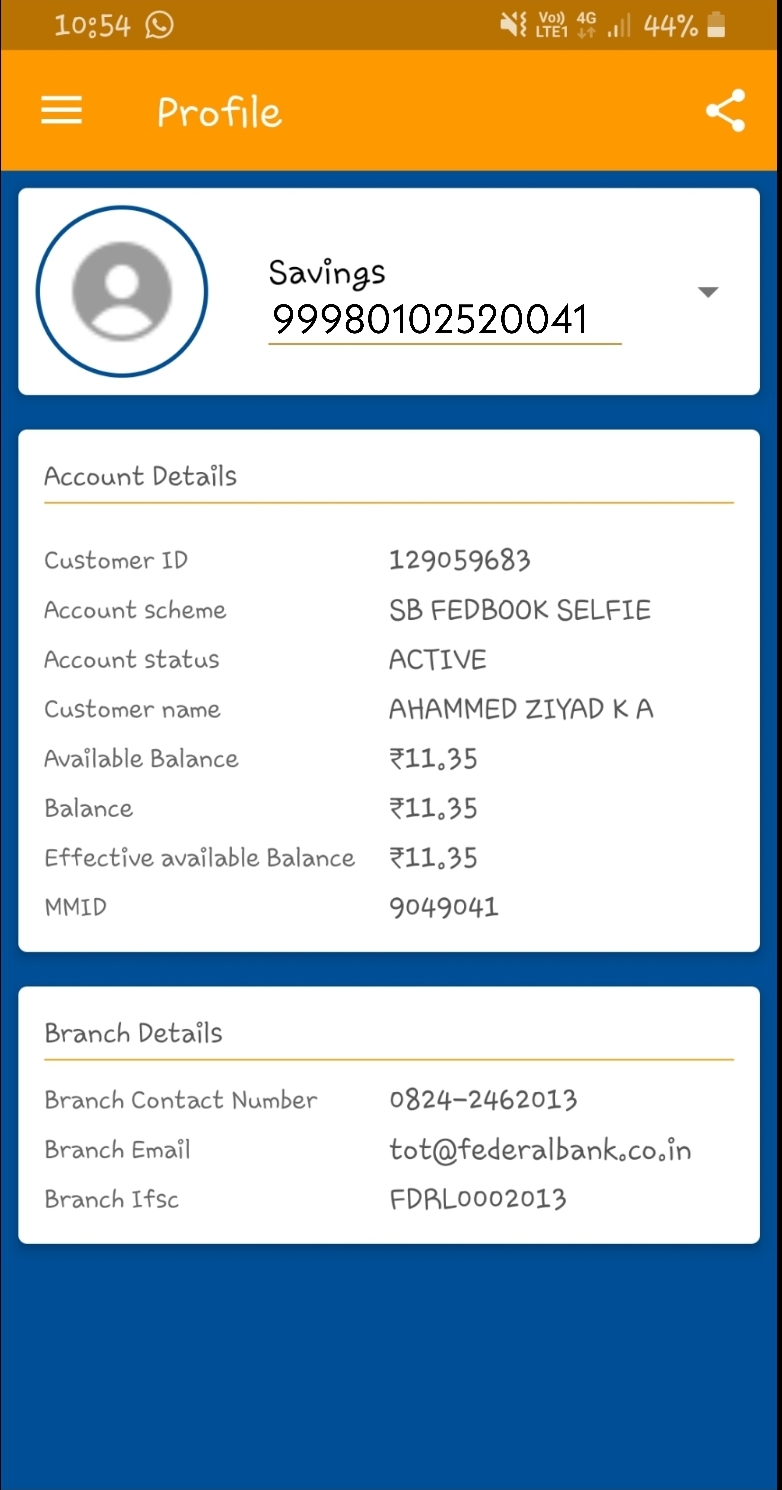 10:54 Vo)) LTE1 4G 44%
Profile
Savings
99980102520041
Account Details
Customer ID 129059683
Account scheme SB FEDBOOK SELFIE
Account status ACTIVE
Customer name AHAMMED ZIYAD K A
Available Balance ₹11.35
Balance ₹11.35
Effective available Balance ₹11.35
MMID 9049041
Branch Details
Branch Contact Number 0824-2462013
Branch Email tot@federalbank.co.in
Branch Ifsc FDRL0002013